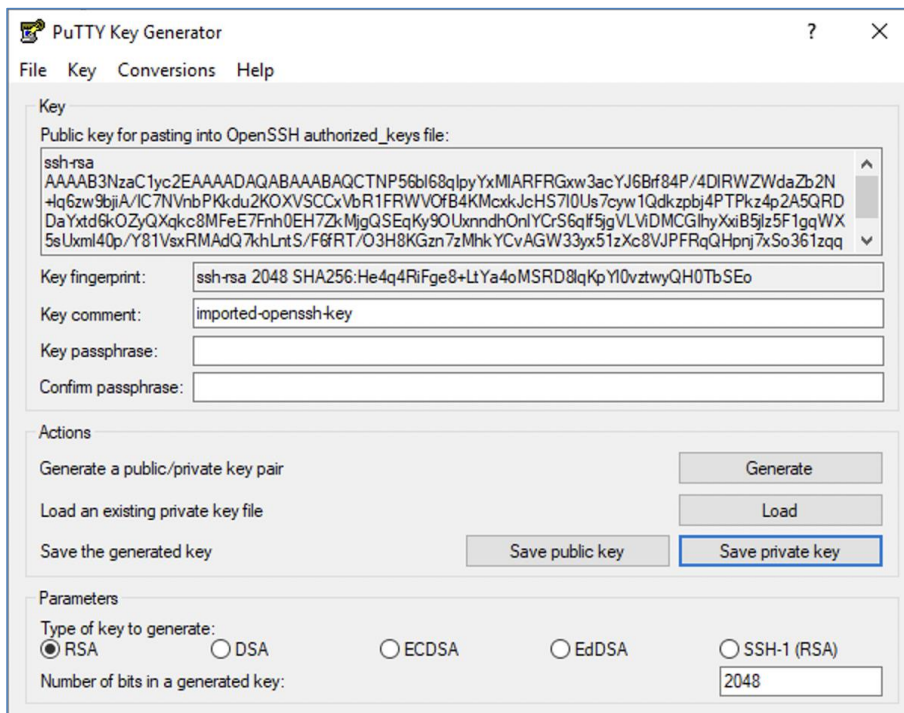 PuTTY Key Generator
? ×
File Key Conversions Help
Key
Public key for pasting into OpenSSH authorized_keys file:
ssh-rsa
AAAAB3NzaC1yc2EAAAADAQABAAABAQCTNP56bl68qlpyYxMlARFRGxw3acYJ6Brf84P/4DlRWZWdaZb2N
+lq6zw9bjiA/lC7NVnbPKkdu2KOXVSCCxVbR1FRWVOfB4KMcxkJcHS7l0Us7cyw1Qdkzpbj4PTPkz4p2A5QRD
DaYxtd6kOZyQXqkc8MFeE7Fnh0EH7ZkMjgQSEqKy9OUxnndhOnlYCrS6qlf5jgVLViDMCGlhyXxiB5jlz5F1gqWX
5sUxml40p/Y81VsxRMAdQ7khLntS/F6fRT/O3H8KGzn7zMhkYCvAGW33yx51zXc8VJPFRqQHpnj7xSo361zqq
Key fingerprint: ssh-rsa 2048 SHA256:He4q4RiFge8+LtYa4oMSRD8lqKpYl0vztwyQH0TbSEo
Key comment: imported-openssh-key
Key passphrase:
Confirm passphrase:
Actions
Generate a public/private key pair Generate
Load an existing private key file Load
Save the generated key Save public key Save private key
Parameters
Type of key to generate:
RSA DSA ECDSA EdDSA SSH-1 (RSA)
Number of bits in a generated key: 2048